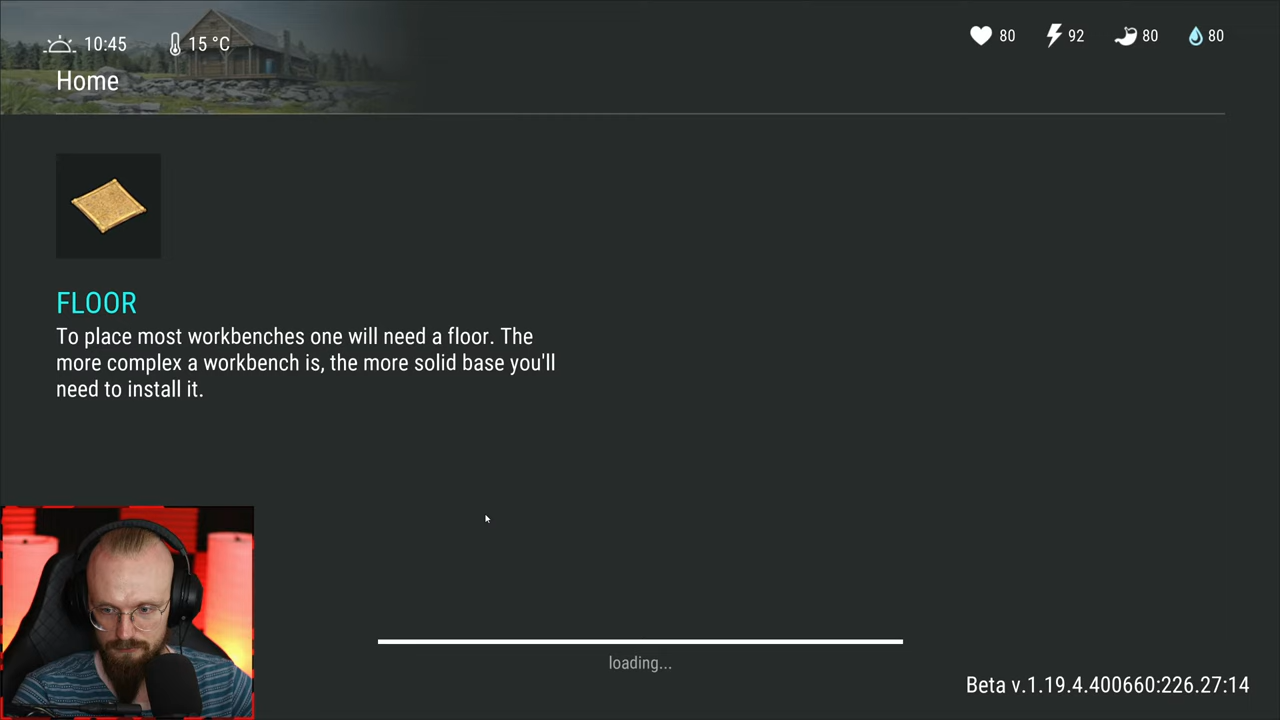 10:45 15 °C 80 92 80 80
Home
FLOOR
To place most workbenches one will need a floor. The
more complex a workbench is, the more solid base you'll
need to install it.
loading...
Beta v.1.19.4.400660:226.27:14